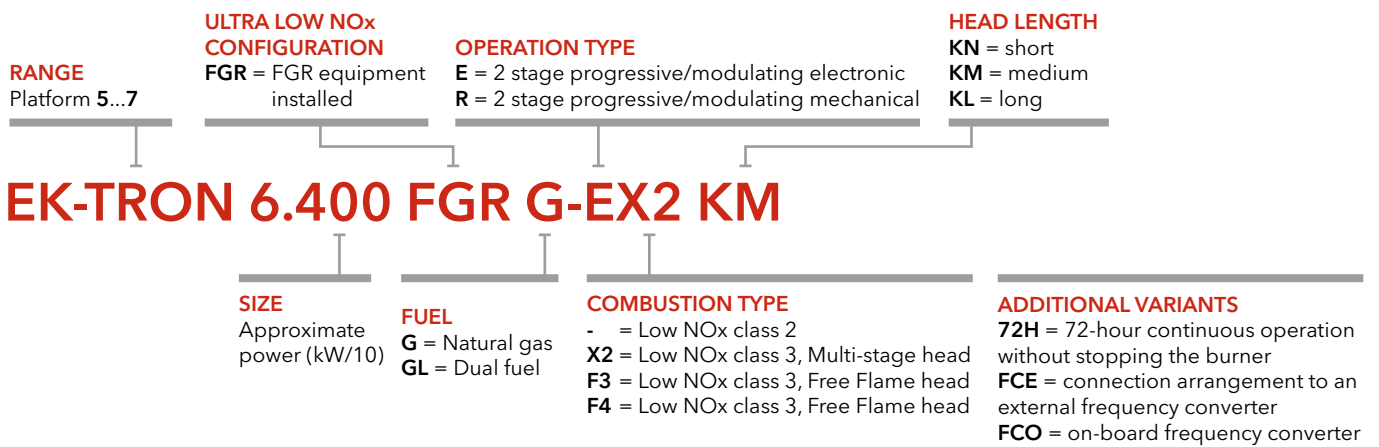 RANGE
Platform 5...7
ULTRA LOW NOx
CONFIGURATION
FGR = FGR equipment
installed
OPERATION TYPE
E = 2 stage progressive/modulating electronic
R = 2 stage progressive/modulating mechanical
HEAD LENGTH
KN = short
KM = medium
KL = long
EK-TRON 6.400 FGR G-EX2 KM
SIZE
Approximate
power (kW/10)
FUEL
G = Natural gas
GL = Dual fuel
COMBUSTION TYPE
- = Low NOx class 2
X2 = Low NOx class 3, Multi-stage head
F3 = Low NOx class 3, Free Flame head
F4 = Low NOx class 3, Free Flame head
ADDITIONAL VARIANTS
72H = 72-hour continuous operation
without stopping the burner
FCE = connection arrangement to an
external frequency converter
FCO = on-board frequency converter